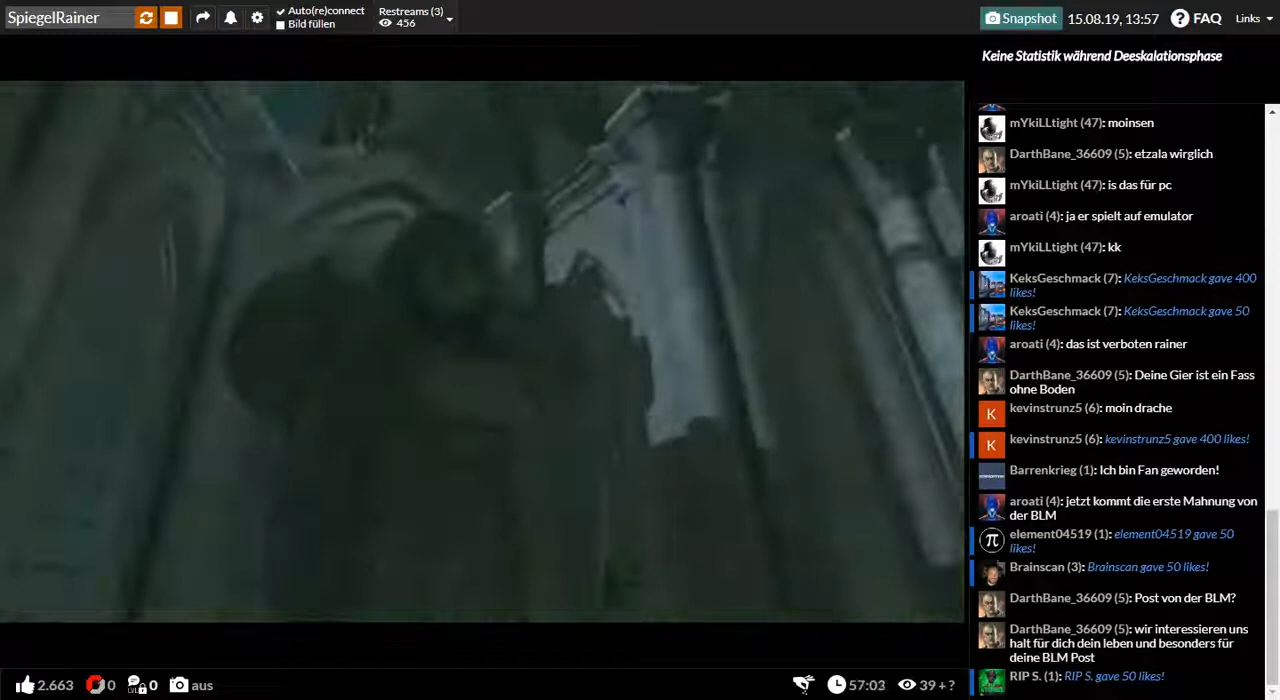 SpiegelRainer
Auto(re)connect
Bild füllen
Restreams (3)
456
Snapshot
15.08.19, 13:57
FAQ
Links
Keine Statistik während Deeskalationsphase
mYkiLLtight (47): moinsen
DarthBane_36609 (5): etzala wirglich
mYkiLLtight (47): is das für pc
aroati (4): ja er spielt auf emulator
mYkiLLtight (47): kk
KeksGeschmack (7): KeksGeschmack gave 400
likes!
KeksGeschmack (7): KeksGeschmack gave 50
likes!
aroati (4): das ist verboten rainer
DarthBane_36609 (5): Deine Gier ist ein Fass
ohne Boden
K
kevinstrunz5 (6): moin drache
K
kevinstrunz5 (6): kevinstrunz5 gave 400 likes!
Barrenkrieg (1): Ich bin Fan geworden!
aroati (4): jetzt kommt die erste Mahnung von
der BLM
π
element04519 (1): element04519 gave 50
likes!
Brainscan (3): Brainscan gave 50 likes!
DarthBane_36609 (5): Post von der BLM?
DarthBane_36609 (5): wir interessieren uns
halt für dich dein leben und besonders für
deine BLM Post
RIP S. (1): RIP S. gave 50 likes!
2.663
0
LVL
0
aus
57:03
39 + ?